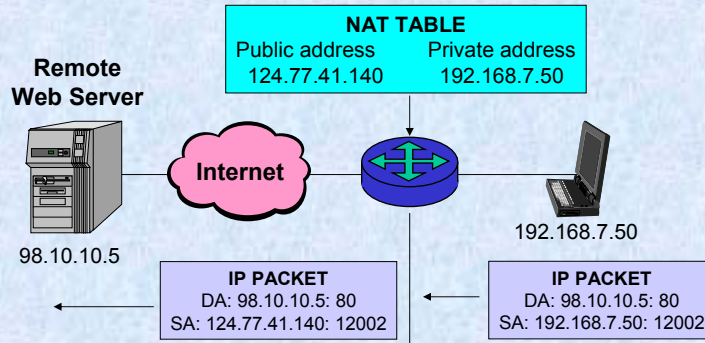 NAT TABLE
Public address Private address
124.77.41.140 192.168.7.50
Remote
Web Server
Internet
98.10.10.5
192.168.7.50
IP PACKET
DA: 98.10.10.5: 80
SA: 124.77.41.140: 12002
IP PACKET
DA: 98.10.10.5: 80
SA: 192.168.7.50: 12002